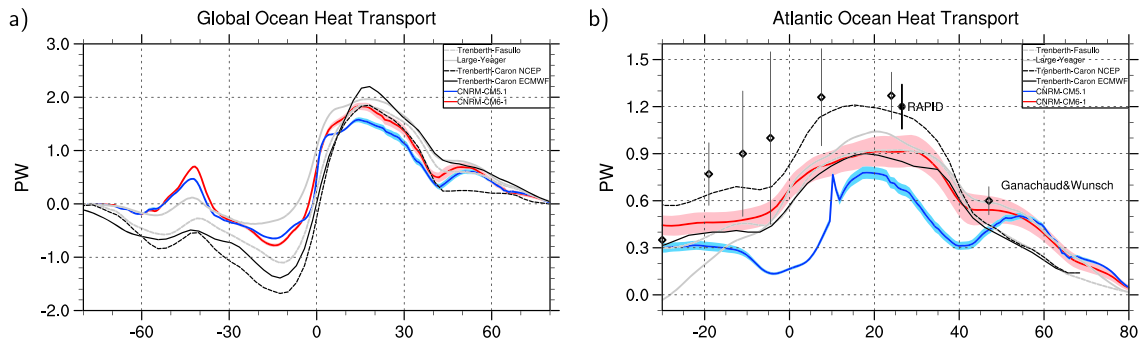 a)
Global Ocean Heat Transport
PW
3.0
2.0
1.0
0.0
-1.0
-2.0
-60
-30
0
30
60
Trenberth-Fasullo
Large-Yeager
Trenberth-Caron NCEP
Trenberth-Caron ECMWF
CNRM-CM5.1
CNRM-CM6-1
b)
Atlantic Ocean Heat Transport
PW
1.5
1.2
0.9
0.6
0.3
0.0
-20
0
20
40
60
80
Trenberth-Fasullo
Large-Yeager
Trenberth-Caron NCEP
Trenberth-Caron ECMWF
CNRM-CM5.1
CNRM-CM6-1
RAPID
Ganachaud&Wunsch